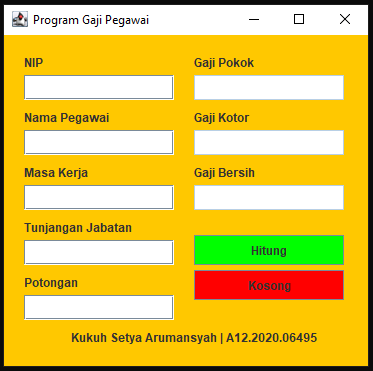 Program Gaji Pegawai
NIP
Gaji Pokok
Nama Pegawai
Gaji Kotor
Masa Kerja
Gaji Bersih
Tunjangan Jabatan
Hitung
Potongan
Kosong
Kukuh Setya Arumansyah | A12.2020.06495